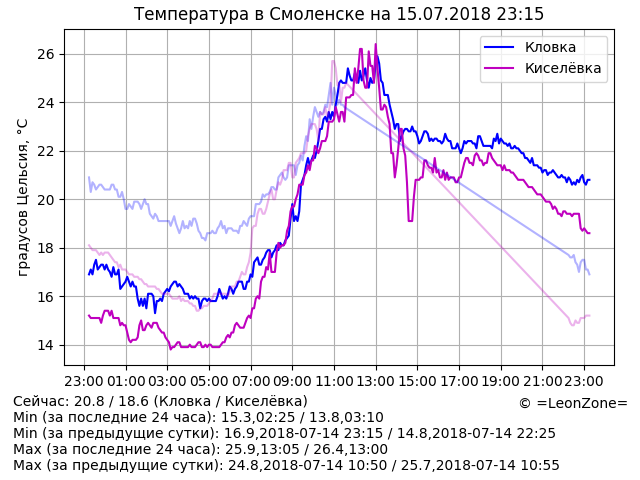 Температура в Смоленске на 15.07.2018 23:15
градусов Цельсия, °C
26
24
22
20
18
16
14
Кловка
Киселёвка
23:00 01:00 03:00 05:00 07:00 09:00 11:00 13:00 15:00 17:00 19:00 21:00 23:00
Сейчас: 20.8 / 18.6 (Кловка / Киселёвка)
© =LeonZone=
Min (за последние 24 часа): 15.3,02:25 / 13.8,03:10
Min (за предыдущие сутки): 16.9,2018-07-14 23:15 / 14.8,2018-07-14 22:25
Max (за последние 24 часа): 25.9,13:05 / 26.4,13:00
Max (за предыдущие сутки): 24.8,2018-07-14 10:50 / 25.7,2018-07-14 10:55